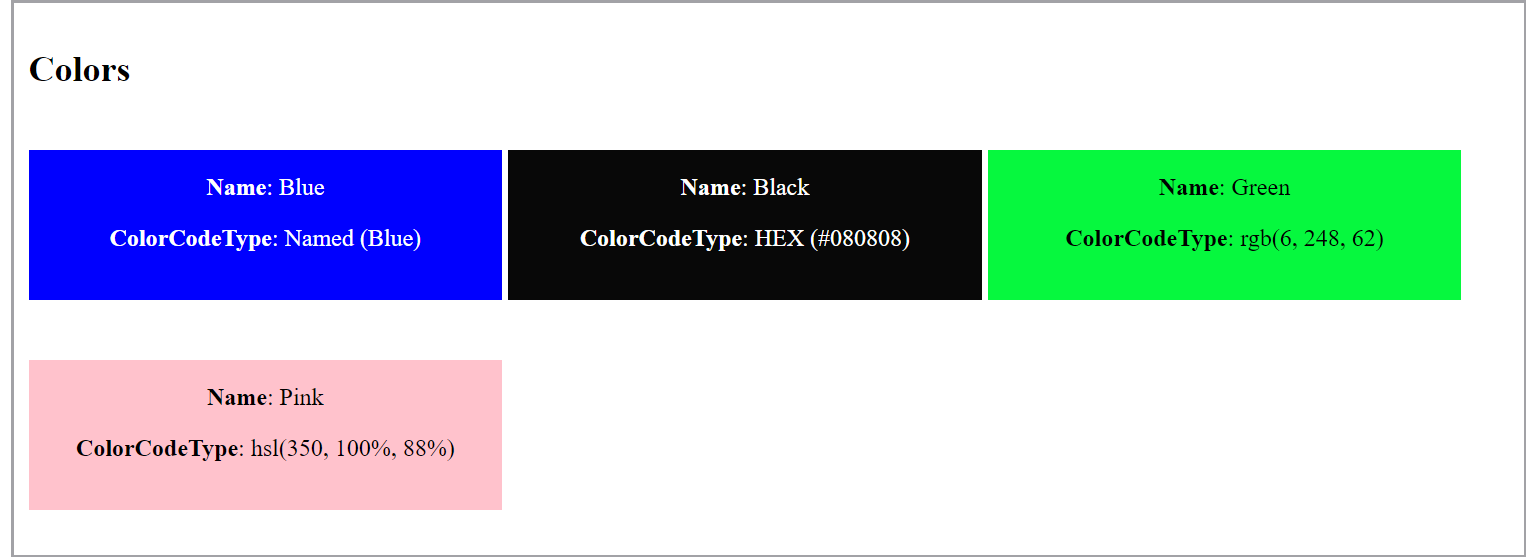 Colors
Name: Blue
ColorCodeType: Named (Blue)
Name: Black
ColorCodeType: HEX (#080808)
Name: Green
ColorCodeType: rgb(6, 248, 62)
Name: Pink
ColorCodeType: hsl(350, 100%, 88%)